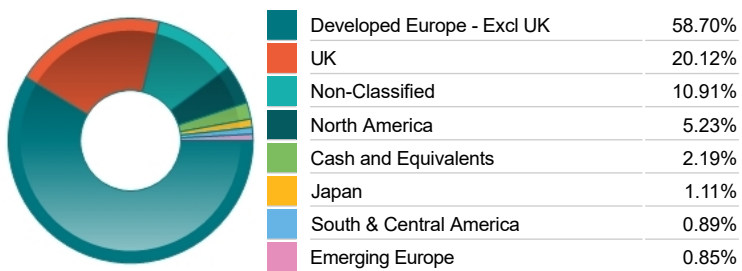 Developed Europe - Excl UK 58.70%
UK 20.12%
Non-Classified 10.91%
North America 5.23%
Cash and Equivalents 2.19%
Japan 1.11%
South & Central America 0.89%
Emerging Europe 0.85%